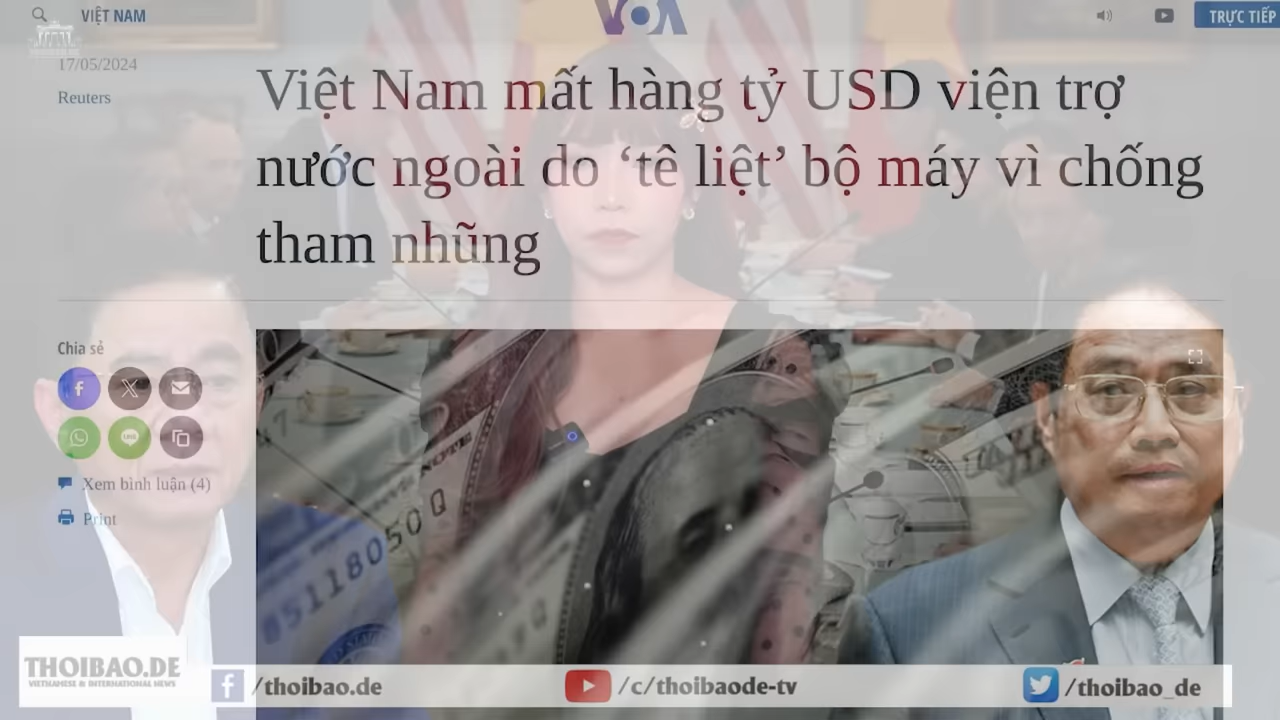 VIỆT NAM
VOA
TRỰC TIẾP
17/05/2024
Reuters
Việt Nam mất hàng tỷ USD viện trợ
nước ngoài do ‘tê liệt’ bộ máy vì chống
tham nhũng
Chia sẻ
Xem bình luận (4)
Print
THOIBAO.DE
VIETNAMESE & INTERNATIONAL NEWS
/thoibao.de
/c/thoibaode-tv
/thoibao_de